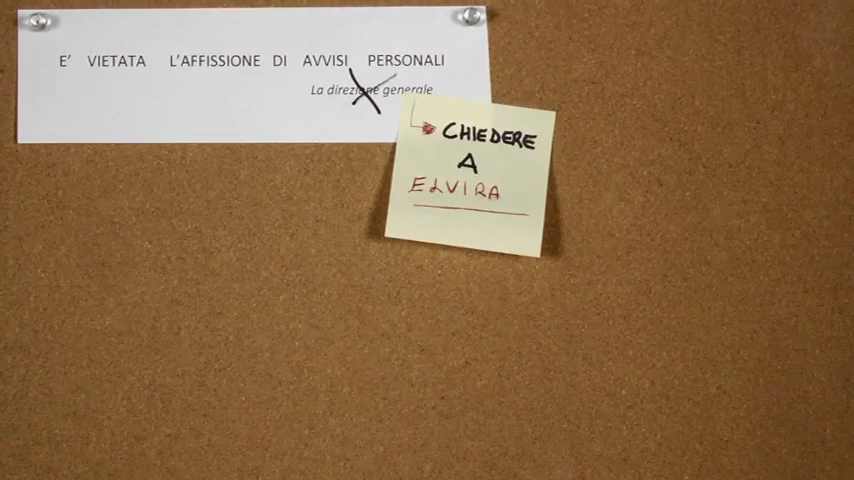 E' VIETATA L'AFFISSIONE DI AVVISI PERSONALI
La direzione generale
CHIEDERE
A
ELVIRA